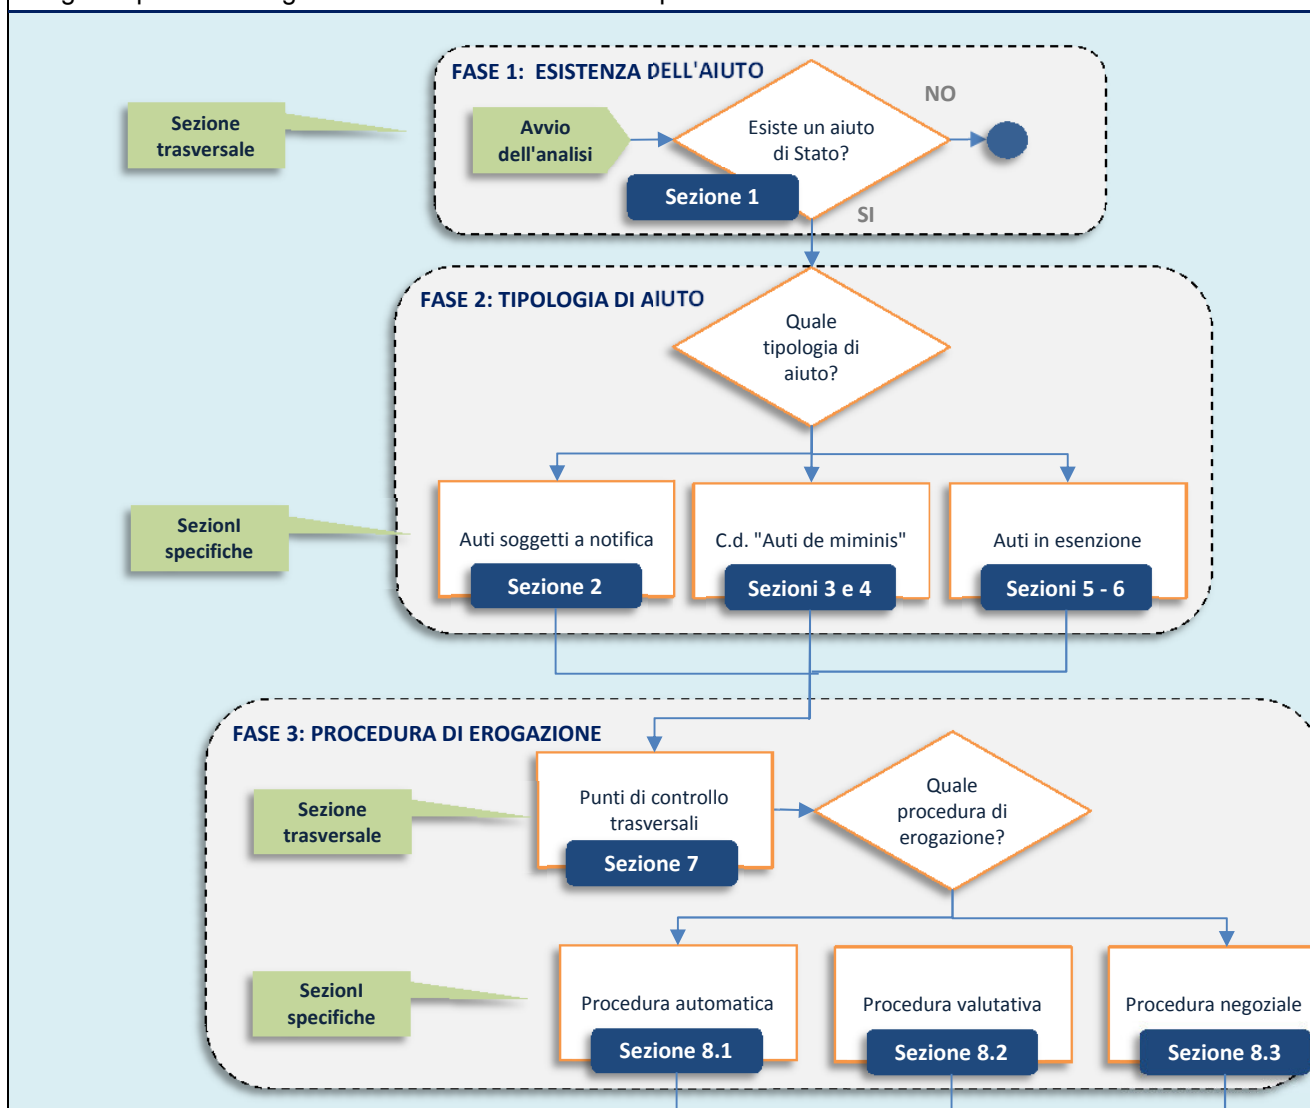 FASE 1: ESISTENZA DELL'AIUTO
Sezione
trasversale
Avvio
dell'analisi
Esiste un aiuto
di Stato?
NO
Sezione 1
SI
FASE 2: TIPOLOGIA DI AIUTO
Quale
tipologia di
aiuto?
SezionI
specifiche
Auti soggetti a notifica
Sezione 2
C.d. "Auti de miminis"
Sezioni 3 e 4
Auti in esenzione
Sezioni 5 - 6
FASE 3: PROCEDURA DI EROGAZIONE
Sezione
trasversale
Punti di controllo
trasversali
Sezione 7
Quale
procedura di
erogazione?
SezionI
specifiche
Procedura automatica
Sezione 8.1
Procedura valutativa
Sezione 8.2
Procedura negoziale
Sezione 8.3